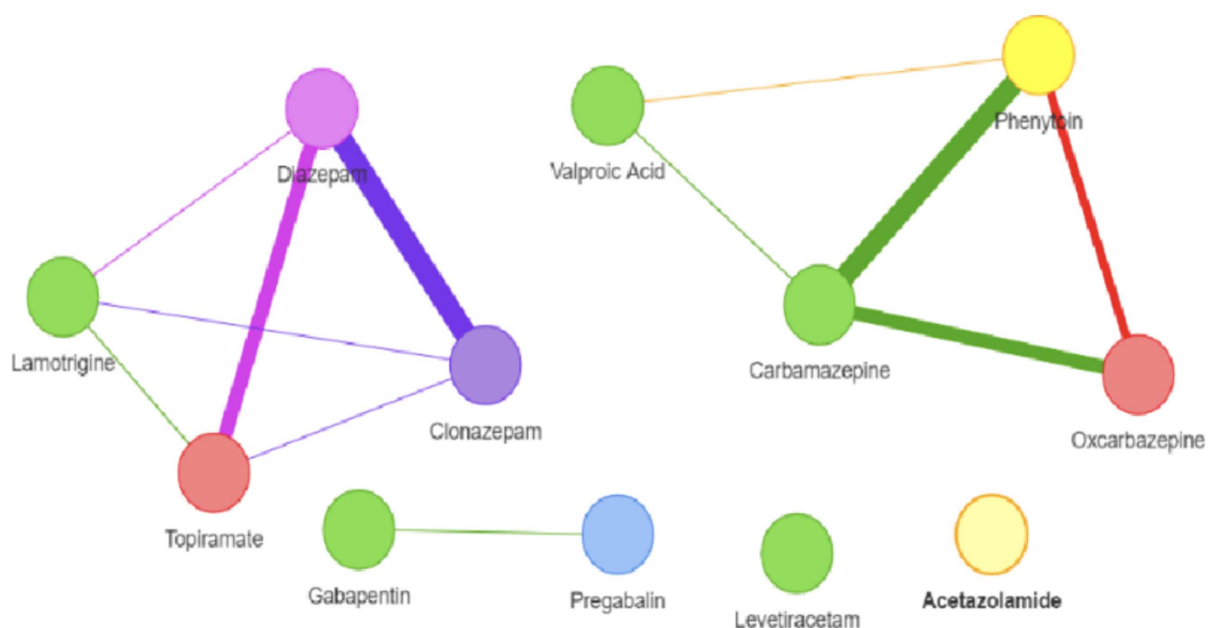 Phenytoin
Valproic Acid
Diazepam
Lamotrigine
Carbamazepine
Clonazepam
Oxcarbazepine
Topiramate
Gabapentin
Pregabalin
Levetiracetam
Acetazolamide